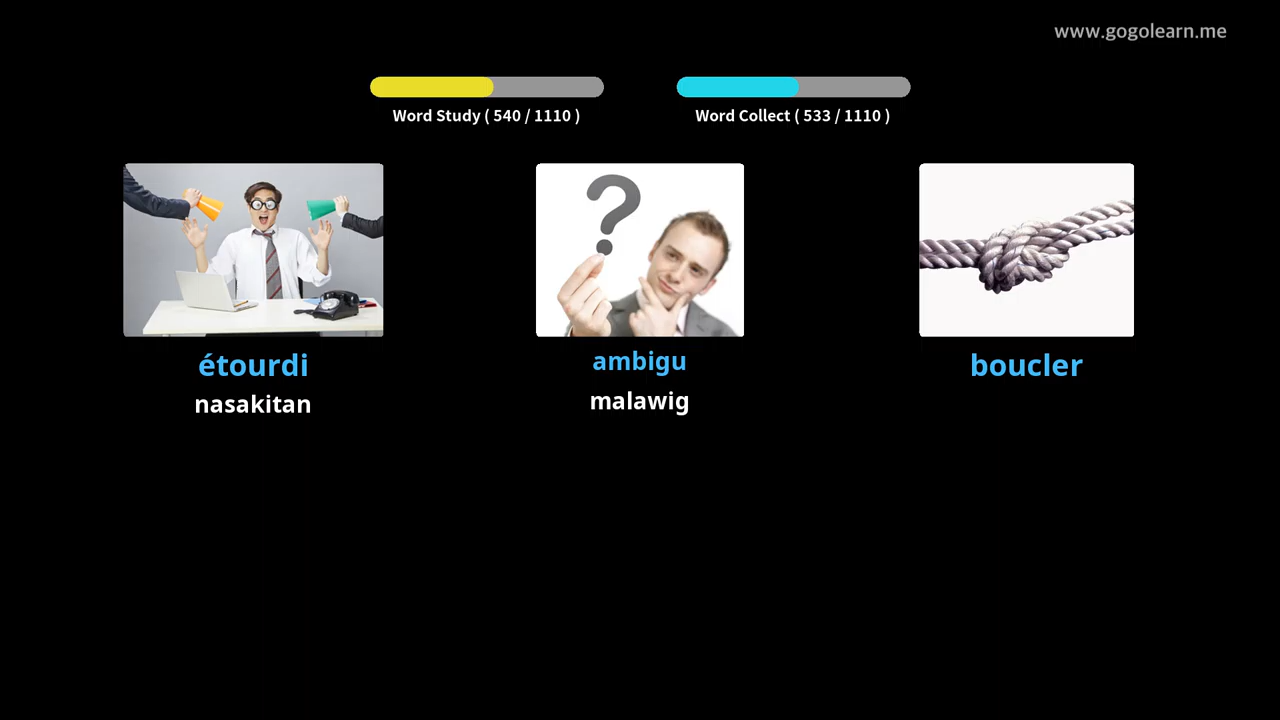 www.gogolearn.me
Word Study ( 540 / 1110 )
Word Collect ( 533 / 1110 )
étourdi
nasakitan
ambigu
malawig
boucler